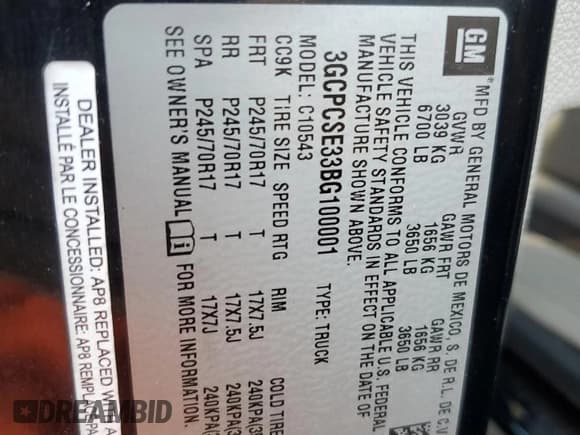 GM
®MFD BY GENERAL MOTORS DE MEXICO, S. DE R.L. DE C.V
GVWR GAWR FRT GAWR RR
3039 KG 1656 KG 1656 KG
6700 LB 3650 LB 3650 LB
THIS VEHICLE CONFORMS TO ALL APPLICABLE U.S. FEDERAL
VEHICLE SAFETY STANDARDS IN EFFECT ON THE DATE OF
MANUFACTURE SHOWN ABOVE.
3GCPCSE33BG100001 TYPE: TRUCK
MODEL: C10543
CC9K TIRE SIZE SPEED RTG RIM COLD TIRE
FRT P245/70R17 T 17X7.5J 240KPA(35
RR P245/70R17 T 17X7.5J 240KPA(3
SPA P245/70R17 T 17X7J 240KPA(
SEE OWNER'S MANUAL FOR MORE INFORMATION.
DEALER INSTALLED: AP8 REPLACED W
INSTALLÉ PAR LE CONCESSIONNAIRE: AP8 REMPLA
DREAMBID